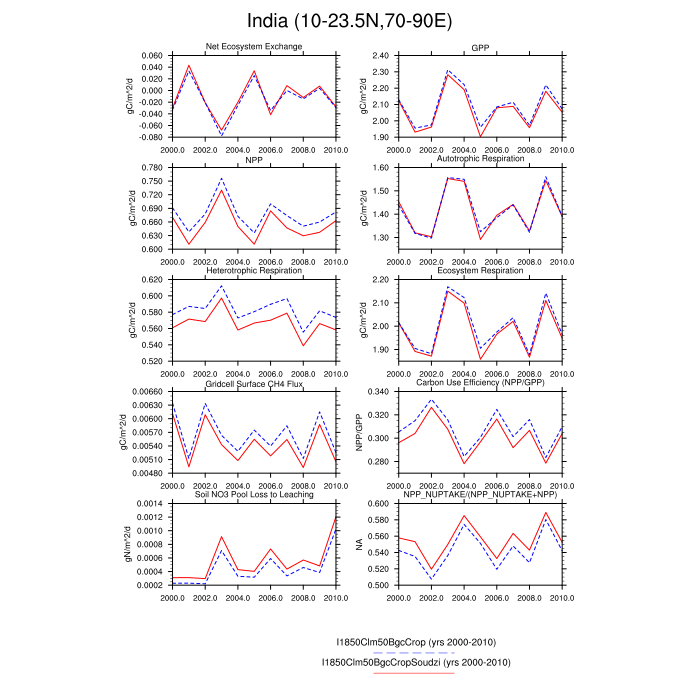 India (10-23.5N,70-90E)
Net Ecosystem Exchange
gC/m^2/d
0.060
0.040
0.020
0.000
-0.020
-0.040
-0.060
-0.080
2000.0 2002.0 2004.0 2006.0 2008.0 2010.0
GPP
gC/m^2/d
2.40
2.30
2.20
2.10
2.00
1.90
2000.0 2002.0 2004.0 2006.0 2008.0 2010.0
NPP
gC/m^2/d
0.780
0.750
0.720
0.690
0.660
0.630
0.600
2000.0 2002.0 2004.0 2006.0 2008.0 2010.0
Autotrophic Respiration
gC/m^2/d
1.60
1.50
1.40
1.30
2000.0 2002.0 2004.0 2006.0 2008.0 2010.0
Heterotrophic Respiration
gC/m^2/d
0.620
0.600
0.580
0.560
0.540
0.520
2000.0 2002.0 2004.0 2006.0 2008.0 2010.0
Ecosystem Respiration
gC/m^2/d
2.20
2.10
2.00
1.90
2000.0 2002.0 2004.0 2006.0 2008.0 2010.0
Gridcell Surface CH4 Flux
gC/m^2/d
0.00660
0.00630
0.00600
0.00570
0.00540
0.00510
0.00480
2000.0 2002.0 2004.0 2006.0 2008.0 2010.0
Carbon Use Efficiency (NPP/GPP)
NPP/GPP
0.340
0.320
0.300
0.280
2000.0 2002.0 2004.0 2006.0 2008.0 2010.0
Soil NO3 Pool Loss to Leaching
gN/m^2/d
0.0014
0.0012
0.0010
0.0008
0.0006
0.0004
0.0002
2000.0 2002.0 2004.0 2006.0 2008.0 2010.0
NPP_NUPTAKE/(NPP_NUPTAKE+NPP)
NA
0.600
0.580
0.560
0.540
0.520
0.500
2000.0 2002.0 2004.0 2006.0 2008.0 2010.0
I1850Clm50BgcCrop (yrs 2000-2010)
I1850Clm50BgcCropSoudzi (yrs 2000-2010)